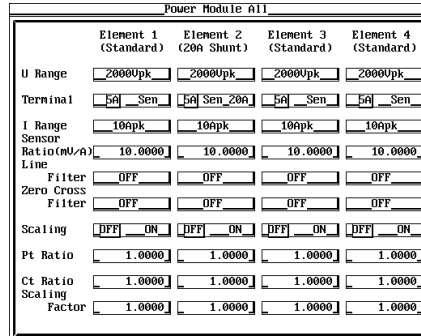 Power Module All
Element 1 Element 2 Element 3 Element 4
(Standard) (20A Shunt) (Standard) (Standard)
U Range 2000Vpk 2000Vpk 2000Vpk 2000Vpk
Terminal 5A Sen 5A Sen 20A 5A Sen 5A Sen
I Range 10Apk 10Apk 10Apk 10Apk
Sensor
Ratio(mV/A) 10.0000 10.0000 10.0000 10.0000
Line
Filter OFF OFF OFF OFF
Zero Cross
Filter OFF OFF OFF OFF
Scaling OFF ON OFF ON OFF ON OFF ON
Pt Ratio 1.0000 1.0000 1.0000 1.0000
Ct Ratio 1.0000 1.0000 1.0000 1.0000
Scaling
Factor 1.0000 1.0000 1.0000 1.0000